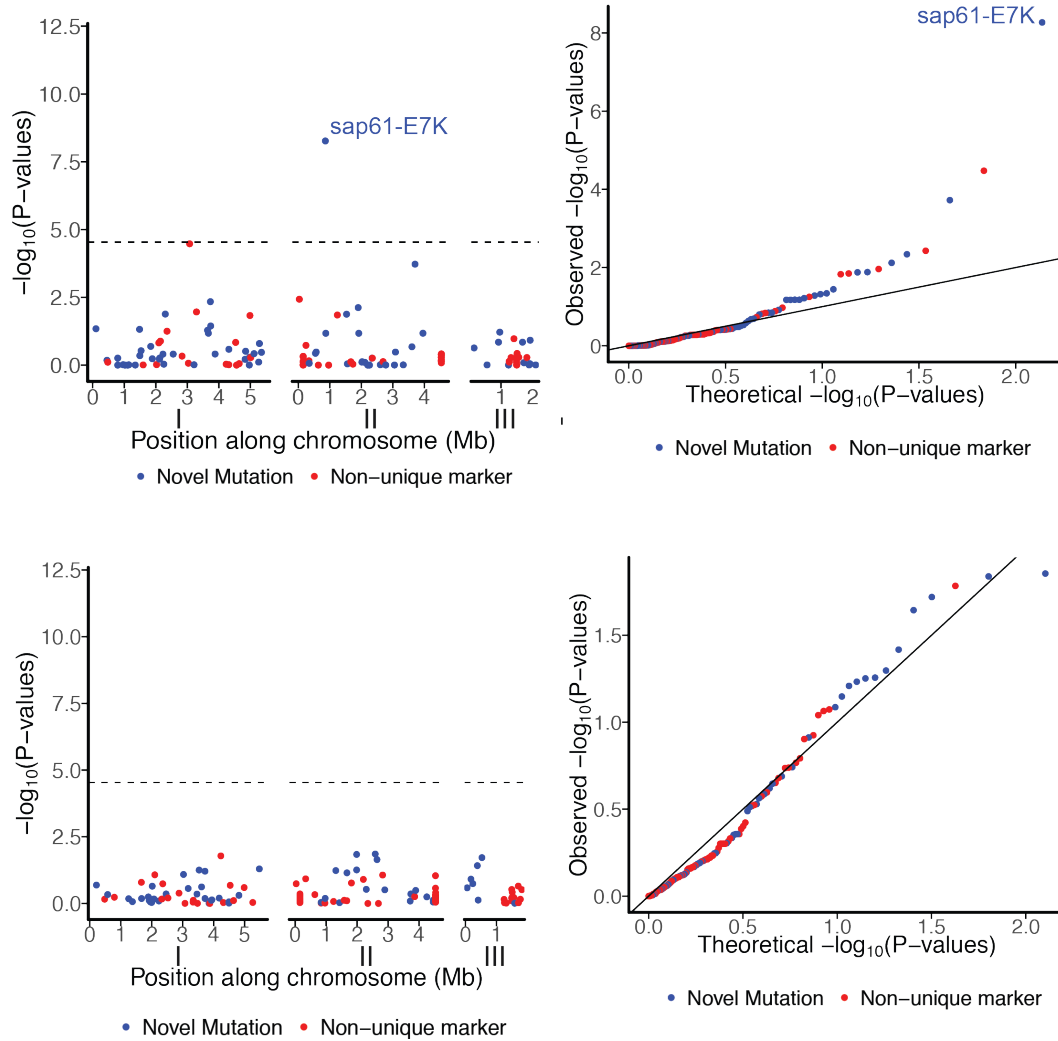 12.5
10.0
7.5
5.0
2.5
0.0
−log10(P−values)
sap61-E7K
0 1 2 3 4 5 0 1 2 3 4 1 2
I II III
Position along chromosome (Mb)
Novel Mutation Non−unique marker
8
6
4
2
0
Observed −log10(P−values)
sap61-E7K
0.0 0.5 1.0 1.5 2.0
Theoretical −log10(P−values)
Novel Mutation Non−unique marker
12.5
10.0
7.5
5.0
2.5
0.0
−log10(P−values)
0 1 2 3 4 5 0 1 2 3 4 0 1
I II III
Position along chromosome (Mb)
Novel Mutation Non−unique marker
1.5
1.0
0.5
0.0
Observed −log10(P−values)
0.0 0.5 1.0 1.5 2.0
Theoretical −log10(P−values)
Novel Mutation Non−unique marker